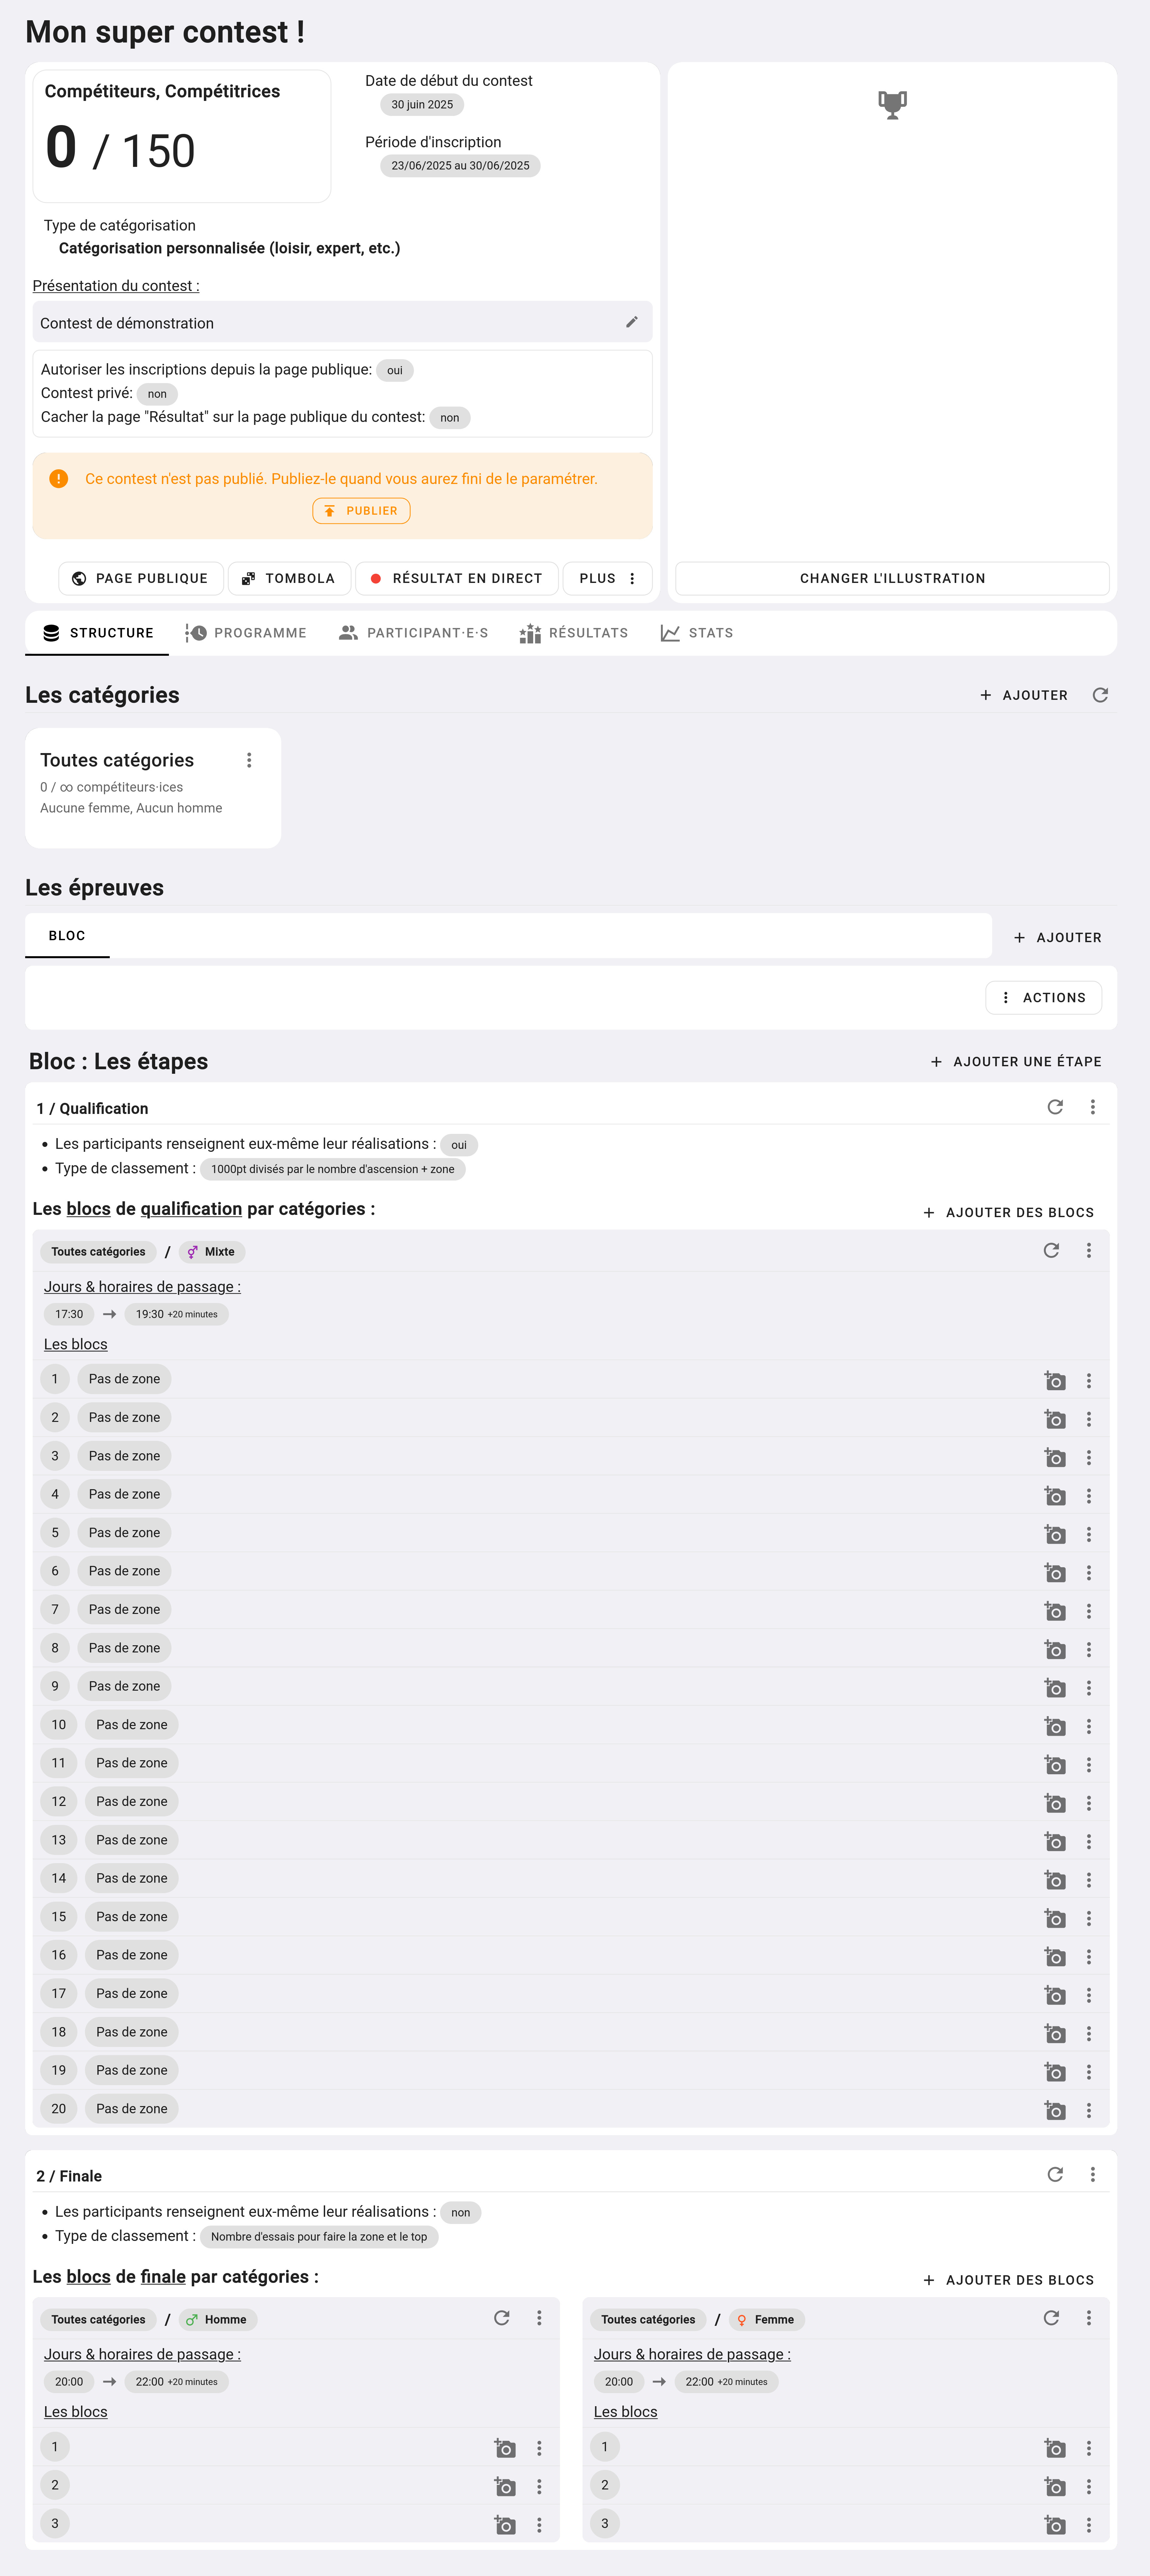 Mon super contest !
Compétiteurs, Compétitrices
0 / 150
Date de début du contest
30 juin 2025
Période d'inscription
23/06/2025 au 30/06/2025
Type de catégorisation
Catégorisation personnalisée (loisir, expert, etc.)
Présentation du contest :
Contest de démonstration
Autoriser les inscriptions depuis la page publique: oui
Contest privé: non
Cacher la page "Résultat" sur la page publique du contest: non
Ce contest n'est pas publié. Publiez-le quand vous aurez fini de le paramétrer.
PUBLIER
PAGE PUBLIQUE TOMBOLA RÉSULTAT EN DIRECT PLUS
CHANGER L'ILLUSTRATION
STRUCTURE PROGRAMME PARTICIPANT·E·S RÉSULTATS STATS
Les catégories
+ AJOUTER
Toutes catégories
0 / ∞ compétiteurs·ices
Aucune femme, Aucun homme
Les épreuves
BLOC
+ AJOUTER
ACTIONS
Bloc : Les étapes
+ AJOUTER UNE ÉTAPE
1 / Qualification
• Les participants renseignent eux-même leur réalisations : oui
• Type de classement : 1000pt divisés par le nombre d'ascension + zone
Les blocs de qualification par catégories :
+ AJOUTER DES BLOCS
Toutes catégories / Mixte
Jours & horaires de passage :
17:30 → 19:30 +20 minutes
Les blocs
1 Pas de zone
2 Pas de zone
3 Pas de zone
4 Pas de zone
5 Pas de zone
6 Pas de zone
7 Pas de zone
8 Pas de zone
9 Pas de zone
10 Pas de zone
11 Pas de zone
12 Pas de zone
13 Pas de zone
14 Pas de zone
15 Pas de zone
16 Pas de zone
17 Pas de zone
18 Pas de zone
19 Pas de zone
20 Pas de zone
2 / Finale
• Les participants renseignent eux-même leur réalisations : non
• Type de classement : Nombre d'essais pour faire la zone et le top
Les blocs de finale par catégories :
+ AJOUTER DES BLOCS
Toutes catégories / Homme
Jours & horaires de passage :
20:00 → 22:00 +20 minutes
Les blocs
1
2
3
Toutes catégories / Femme
Jours & horaires de passage :
20:00 → 22:00 +20 minutes
Les blocs
1
2
3